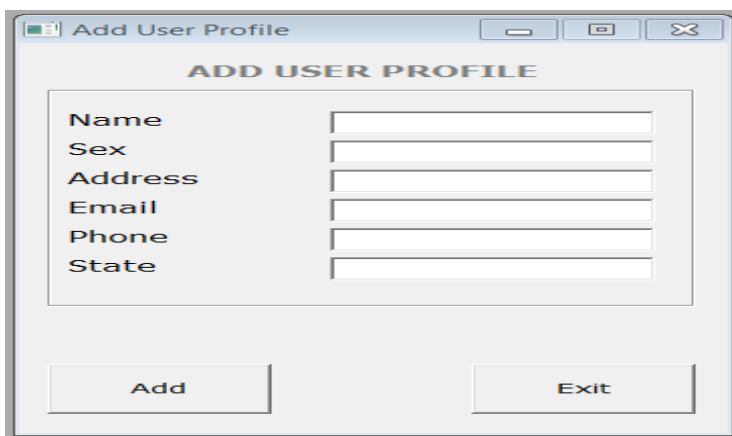 Add User Profile
ADD USER PROFILE
Name
Sex
Address
Email
Phone
State
Add Exit